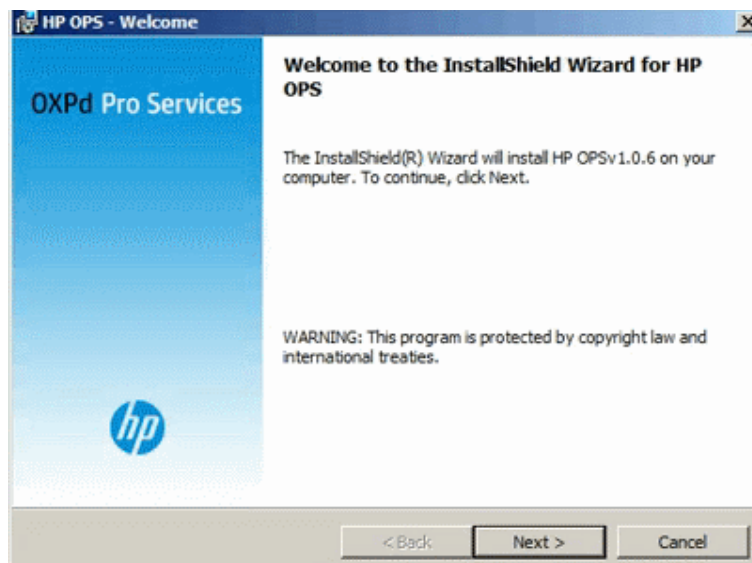 HP OPS - Welcome
OXPd Pro Services
Welcome to the InstallShield Wizard for HP
OPS
The InstallShield(R) Wizard will install HP OPSv1.0.6 on your
computer. To continue, click Next.
WARNING: This program is protected by copyright law and
international treaties.
hp
< Back
Next >
Cancel